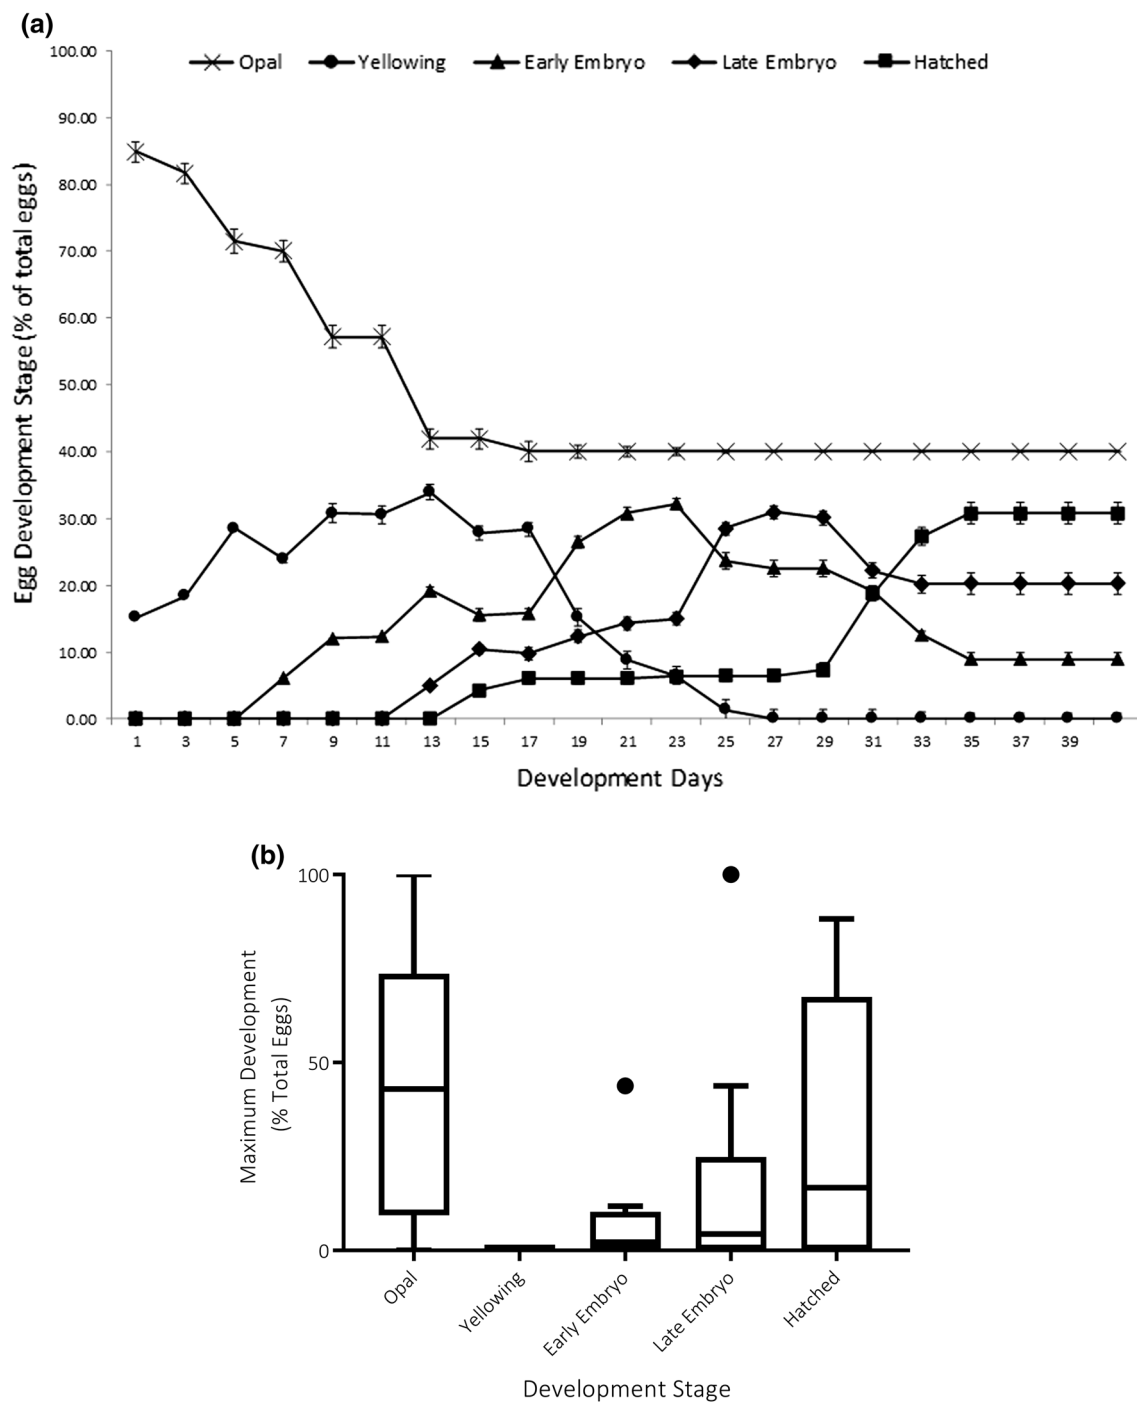 (a)
100.00
Opal Yellowing Early Embryo Late Embryo Hatched
90.00
80.00
70.00
60.00
50.00
40.00
30.00
20.00
10.00
0.00
Egg Development Stage (% of total eggs)
1 3 5 7 9 11 13 15 17 19 21 23 25 27 29 31 33 35 37 39
Development Days
(b)
100
50
0
Maximum Development
(% Total Eggs)
Opal
Yellowing
Early Embryo
Late Embryo
Hatched
Development Stage